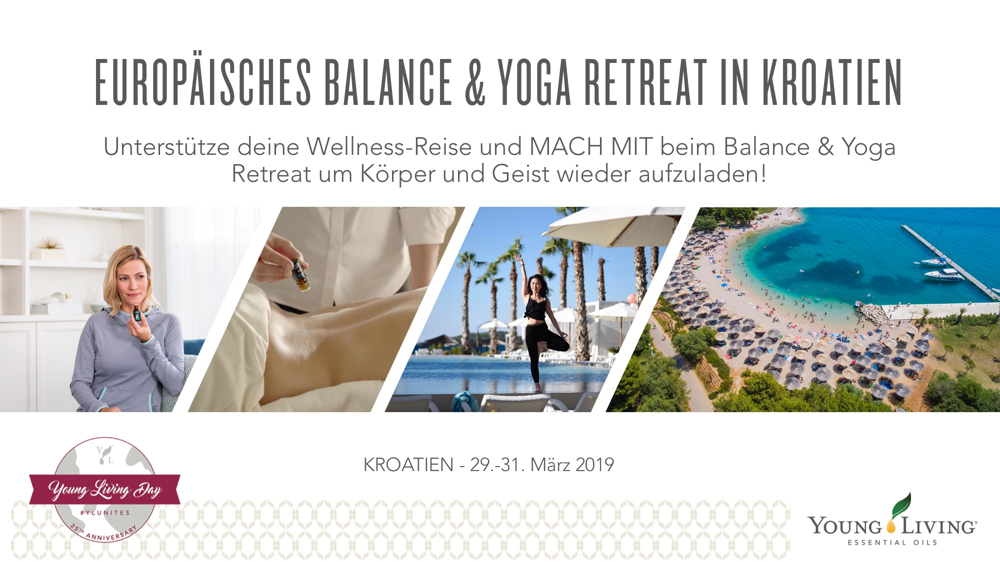 EUROPÄISCHES BALANCE & YOGA RETREAT IN KROATIEN
Unterstütze deine Wellness-Reise und MACH MIT beim Balance & Yoga
Retreat um Körper und Geist wieder aufzuladen!
KROATIEN - 29.-31. März 2019
Y L
Young Living Day
#YLUNITES
25TH ANNIVERSARY
YOUNG LIVING®
ESSENTIAL OILS